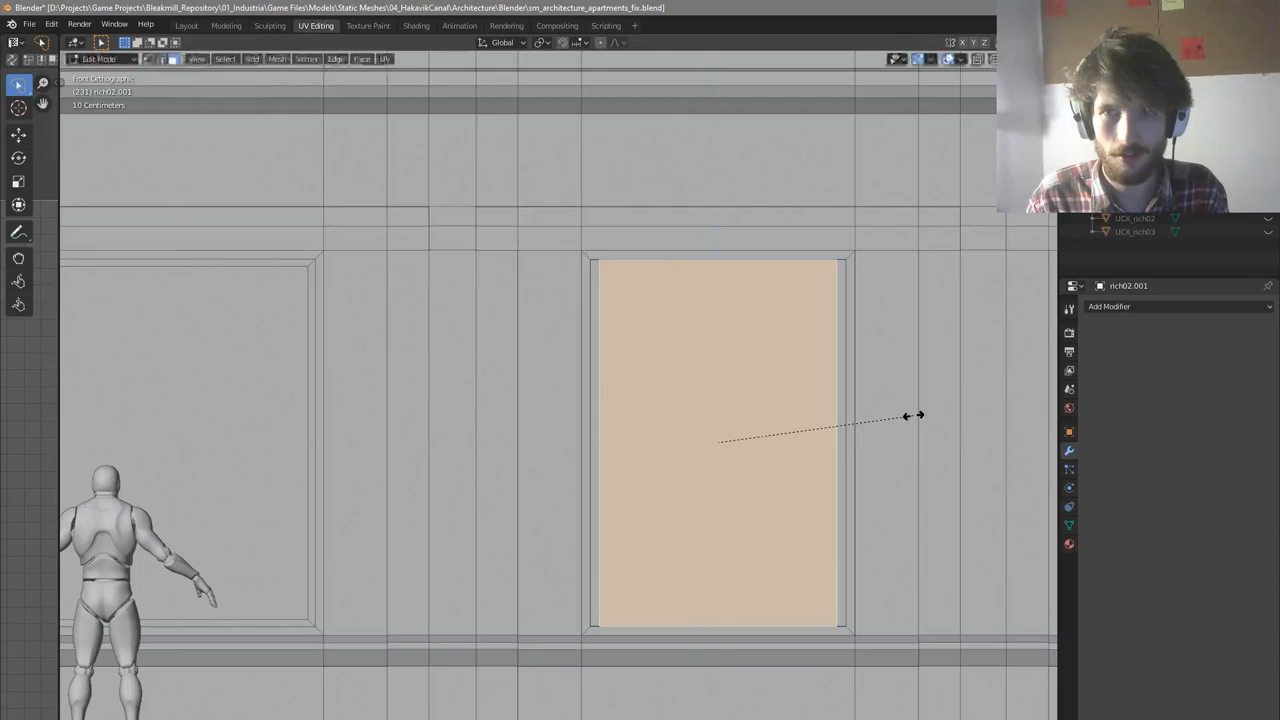 Blender* [D:\Projects\Game Projects\Bleakmill_Repository\01_Industria\Game Files\Models\Static Meshes\04_HakavikCanal\Architecture\Blender\sm_architecture_apartments_fix.blend]
File Edit Render Window Help Layout Modeling Sculpting UV Editing Texture Paint Shading Animation Rendering Compositing Scripting +
Global X Y Z
Edit Mode View Select Add Mesh Vertex Edge Face UV
Front Orthographic
(231) rich02.001
10 Centimeters
UCX_rich02
UCX_rich03
rich02.001
Add Modifier